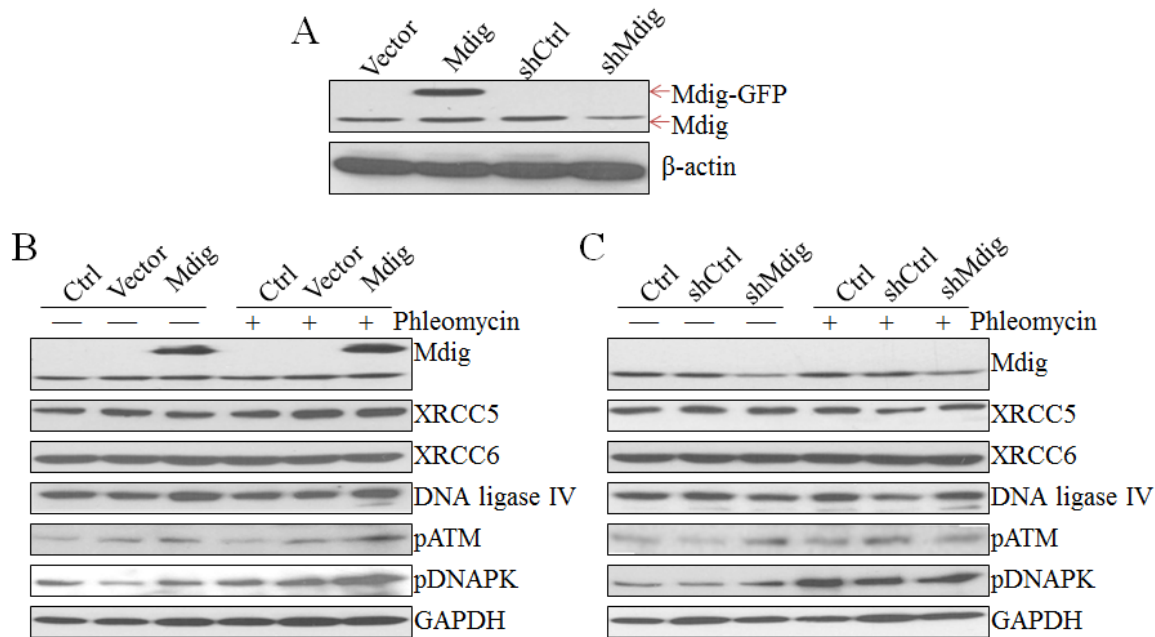 A
Vector Mdig shCtrl shMdig
Mdig-GFP
Mdig
β-actin
B
Ctrl Vector Mdig Ctrl Vector Mdig
— — — + + + Phleomycin
Mdig
XRCC5
XRCC6
DNA ligase IV
pATM
pDNAPK
GAPDH
C
Ctrl shCtrl shMdig Ctrl shCtrl shMdig
— — — + + + Phleomycin
Mdig
XRCC5
XRCC6
DNA ligase IV
pATM
pDNAPK
GAPDH